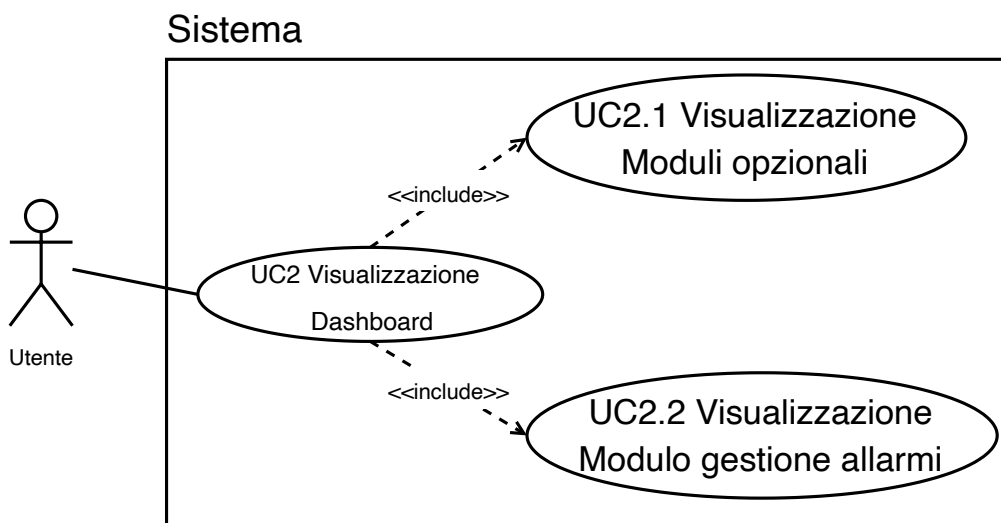 Sistema
UC2.1 Visualizzazione
Moduli opzionali
<<include>>
UC2 Visualizzazione
Dashboard
Utente
<<include>>
UC2.2 Visualizzazione
Modulo gestione allarmi